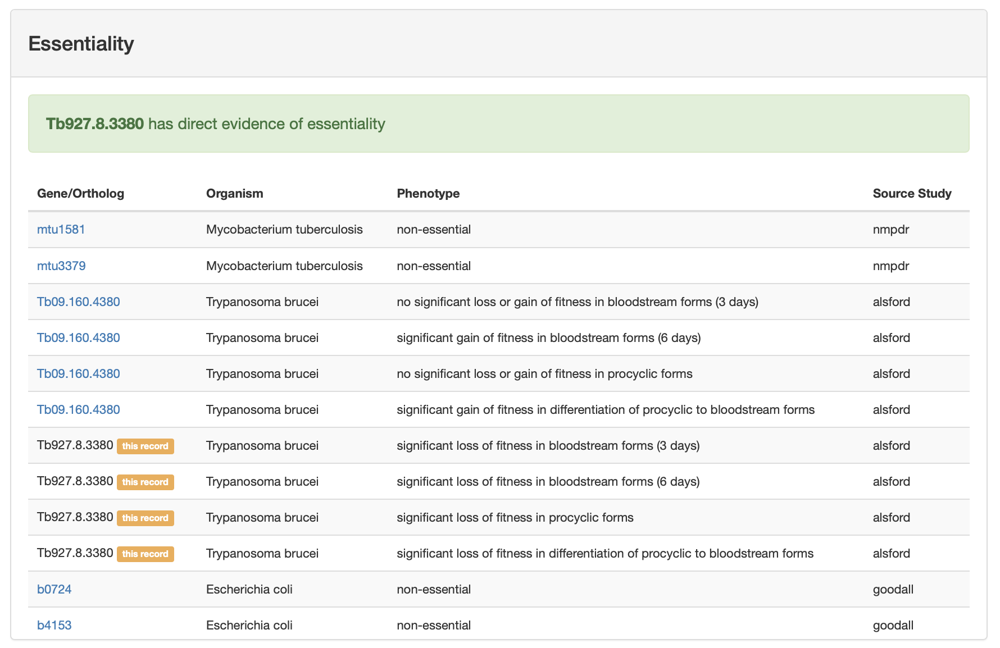 Essentiality
Tb927.8.3380 has direct evidence of essentiality
Gene/Ortholog Organism Phenotype Source Study
mtu1581 Mycobacterium tuberculosis non-essential nmpdr
mtu3379 Mycobacterium tuberculosis non-essential nmpdr
Tb09.160.4380 Trypanosoma brucei no significant loss or gain of fitness in bloodstream forms (3 days) alsford
Tb09.160.4380 Trypanosoma brucei significant gain of fitness in bloodstream forms (6 days) alsford
Tb09.160.4380 Trypanosoma brucei no significant loss or gain of fitness in procyclic forms alsford
Tb09.160.4380 Trypanosoma brucei significant gain of fitness in differentiation of procyclic to bloodstream forms alsford
Tb927.8.3380 this record Trypanosoma brucei significant loss of fitness in bloodstream forms (3 days) alsford
Tb927.8.3380 this record Trypanosoma brucei significant loss of fitness in bloodstream forms (6 days) alsford
Tb927.8.3380 this record Trypanosoma brucei significant loss of fitness in procyclic forms alsford
Tb927.8.3380 this record Trypanosoma brucei significant loss of fitness in differentiation of procyclic to bloodstream forms alsford
b0724 Escherichia coli non-essential goodall
b4153 Escherichia coli non-essential goodall